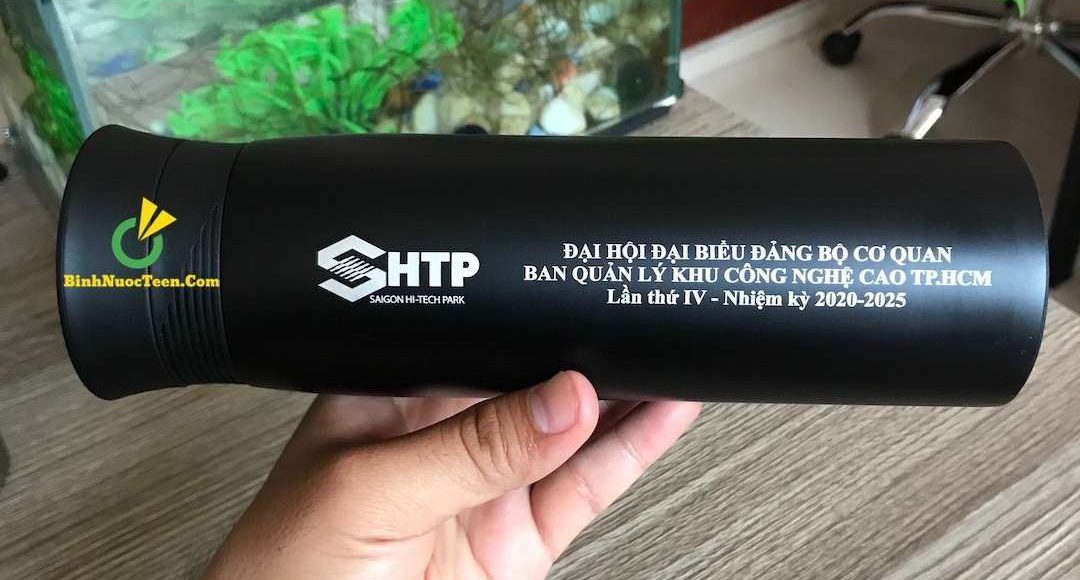 BinhNuocTeen.Com
SHTP
SAIGON HI-TECH PARK
ĐẠI HỘI ĐẠI BIỂU ĐẢNG BỘ CƠ QUAN
BAN QUẢN LÝ KHU CÔNG NGHỆ CAO TP.HCM
Lần thứ IV - Nhiệm kỳ 2020-2025